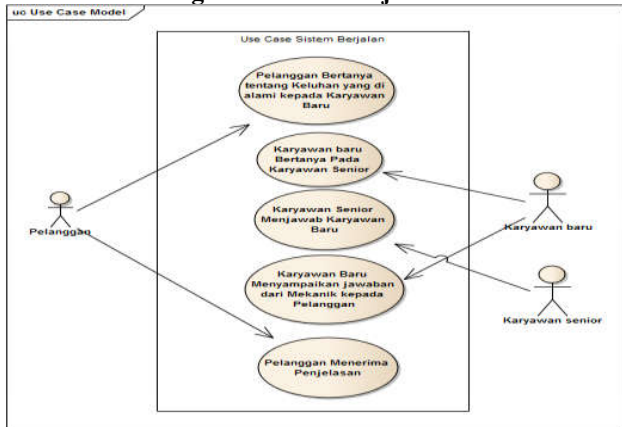 uc Use Case Model
Use Case Sistem Berjalan
Pelanggan Bertanya
tentang Keluhan yang di
alami kepada Karyawan
Baru
Karyawan baru
Bertanya Pada
Karyawan Senior
Karyawan Senior
Menjawab Karyawan
Baru
Karyawan Baru
Menyampaikan jawaban
dari Mekanik kepada
Pelanggan
Pelanggan Menerima
Penjelasan
Pelanggan
Karyawan baru
Karyawan senior